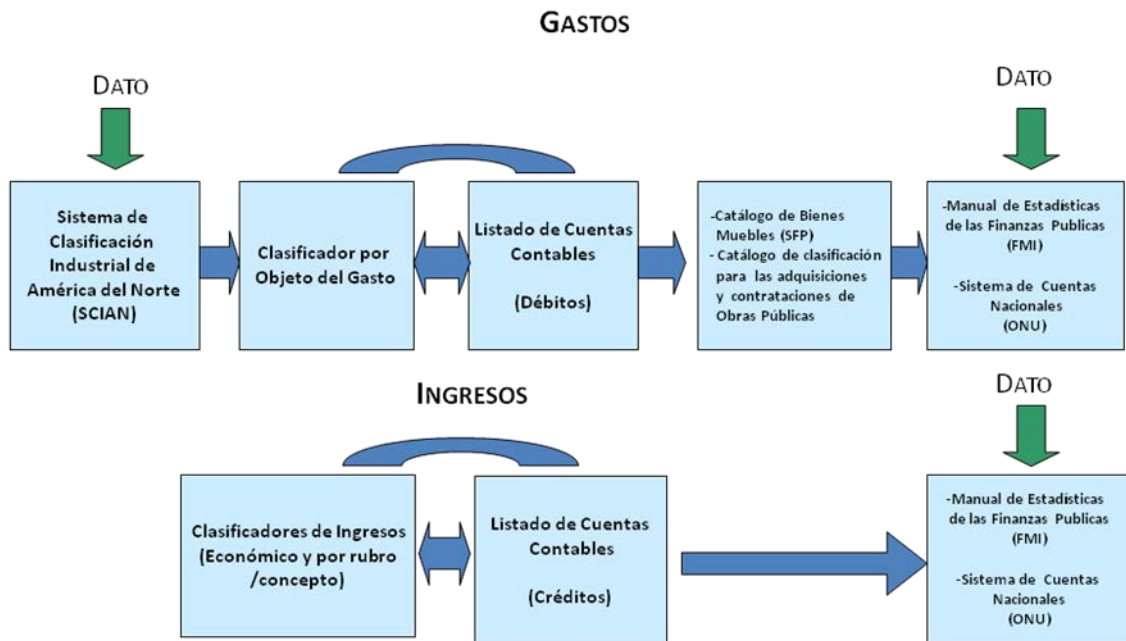 GASTOS
DATO
DATO
Sistema de
Clasificación
Industrial de
América del Norte
(SCIAN)
Clasificador por
Objeto del Gasto
Listado de Cuentas
Contables
(Débitos)
-Catálogo de Bienes
Muebles (SFP)
- Catálogo de clasificación
para las adquisiciones
y contrataciones de
Obras Públicas
-Manual de Estadísticas
de las Finanzas Publicas
(FMI)
-Sistema de Cuentas
Nacionales
(ONU)
INGRESOS
DATO
Clasificadores de Ingresos
(Económico y por rubro
/concepto)
Listado de Cuentas
Contables
(Créditos)
-Manual de Estadísticas
de las Finanzas Publicas
(FMI)
-Sistema de Cuentas
Nacionales
(ONU)